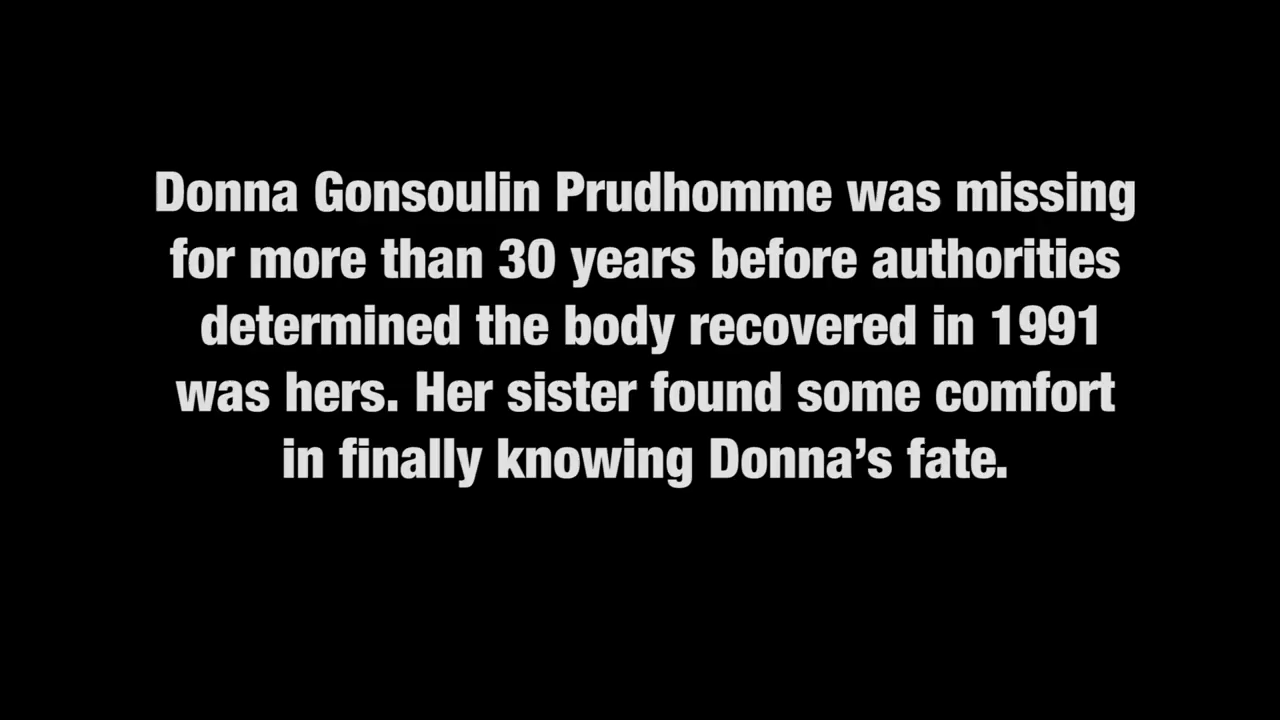 Donna Gonsoulin Prudhomme was missing
for more than 30 years before authorities
determined the body recovered in 1991
was hers. Her sister found some comfort
in finally knowing Donna’s fate.